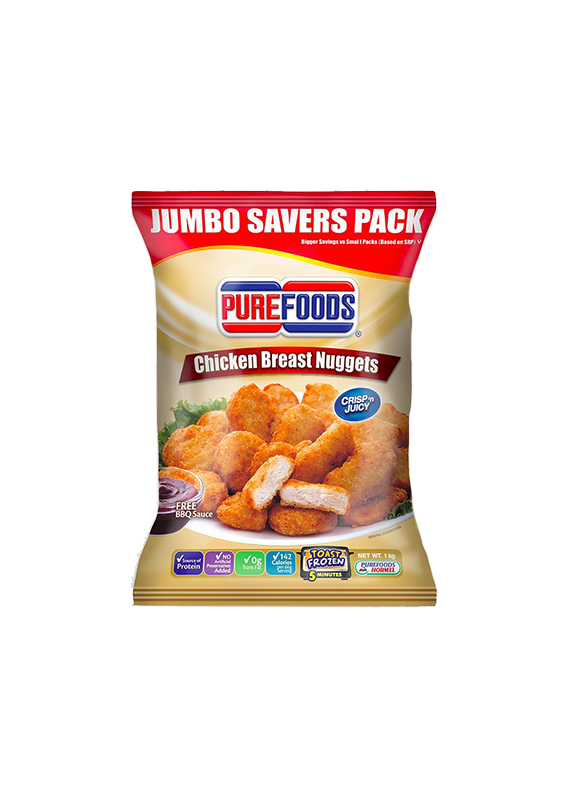 JUMBO SAVERS PACK
Bigger Savings vs Small Packs (Based on SRP)
PUREFOODS
®
Chicken Breast Nuggets
CRISP 'n
JUICY
FREE
BBQ Sauce
Source of
Protein
NO
Artificial
Preservatives
Added
0g
Trans Fat
142
Calories
Serving
TOAST
FROZEN
5 MINUTES
NET WT. 1 kg
PUREFOODS
HORMEL